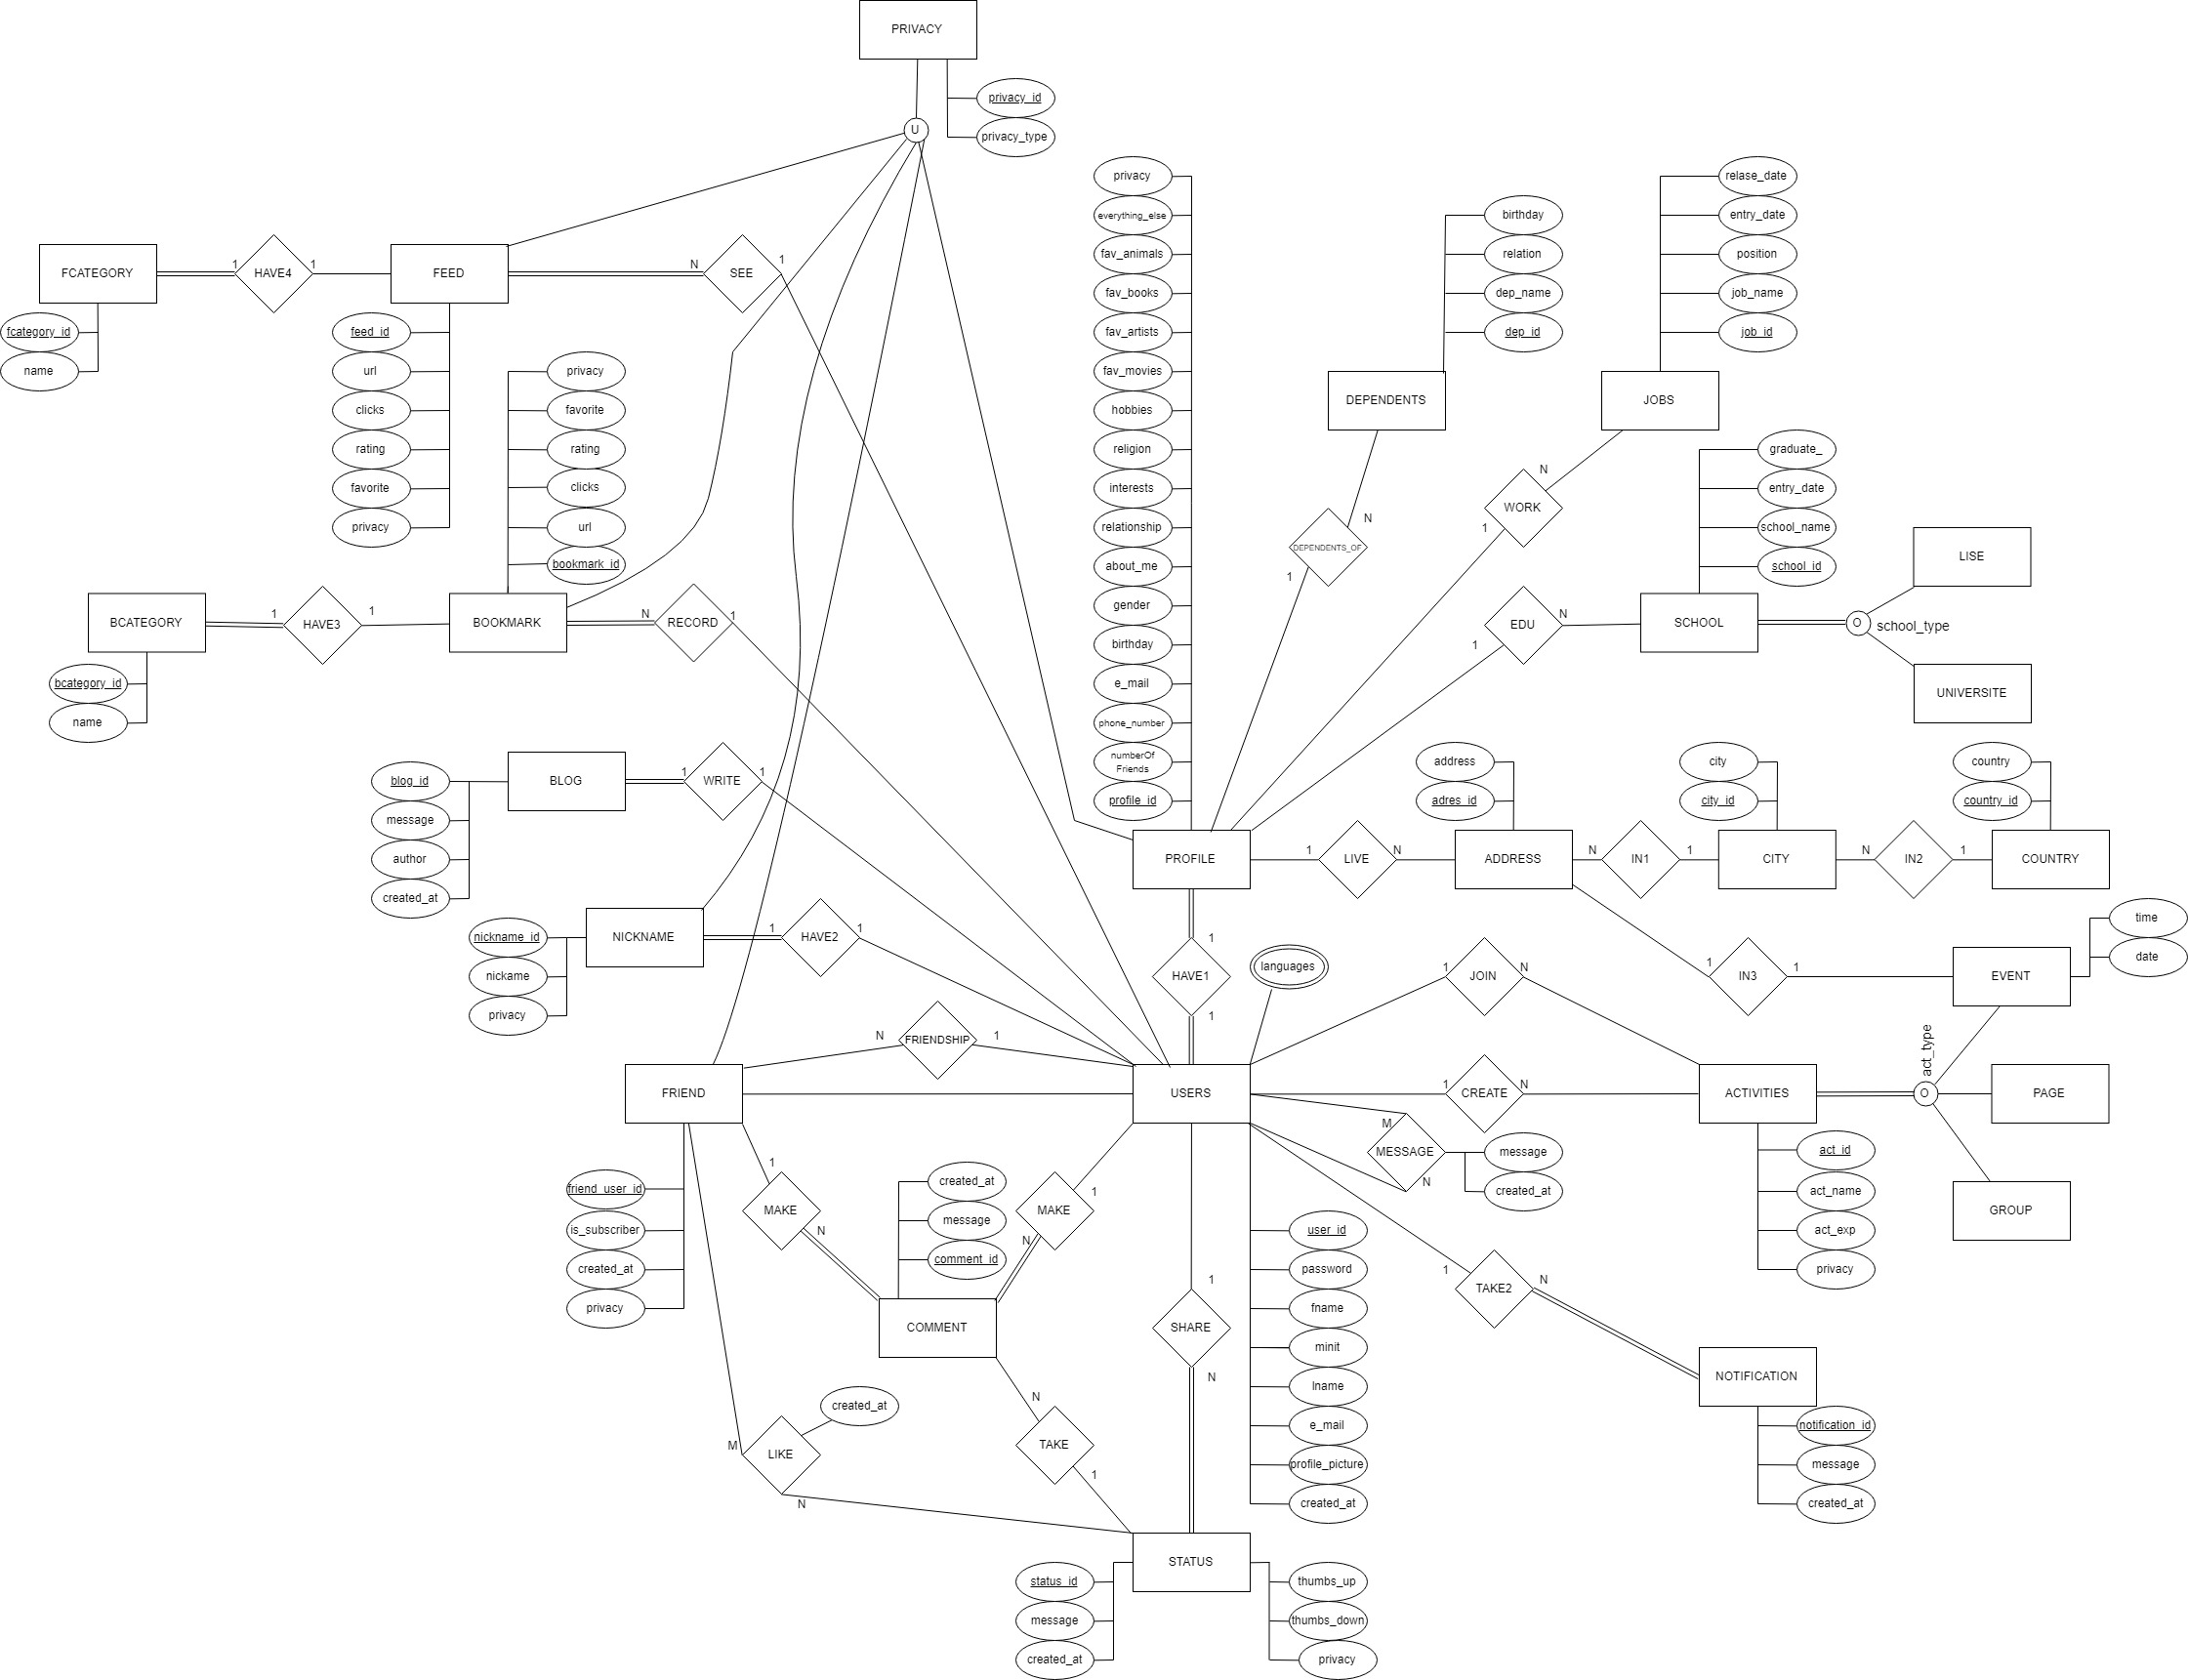 PRIVACY
privacy_id
U
privacy_type
privacy
everything_else
fav_animals
fav_books
fav_artists
fav_movies
hobbies
religion
interests
relationship
about_me
gender
birthday
e_mail
phone_number
numberOf
Friends
profile_id
birthday
relation
dep_name
dep_id
DEPENDENTS
N
DEPENDENTS_OF
1
relase_date
entry_date
position
job_name
job_id
JOBS
N
WORK
1
graduate_
entry_date
school_name
school_id
SCHOOL
N
EDU
1
O
school_type
LISE
UNIVERSITE
FCATEGORY
1
HAVE4
1
FEED
N
SEE
1
fcategory_id
name
feed_id
url
clicks
rating
favorite
privacy
privacy
favorite
rating
clicks
url
bookmark_id
BCATEGORY
1
HAVE3
1
BOOKMARK
N
RECORD
1
bcategory_id
name
BLOG
1
WRITE
1
blog_id
message
author
created_at
NICKNAME
1
HAVE2
1
nickname_id
nickame
privacy
PROFILE
1
LIVE
N
ADDRESS
address
adres_id
N
IN1
1
CITY
city
city_id
N
IN2
1
COUNTRY
country
country_id
1
HAVE1
1
languages
1
JOIN
N
1
IN3
1
EVENT
time
date
N
FRIENDSHIP
1
FRIEND
USERS
1
CREATE
N
ACTIVITIES
O
act_type
PAGE
GROUP
act_id
act_name
act_exp
privacy
M
MESSAGE
N
message
created_at
friend_user_id
is_subscriber
created_at
privacy
1
MAKE
N
created_at
message
comment_id
1
MAKE
N
COMMENT
1
SHARE
N
user_id
password
fname
minit
lname
e_mail
profile_picture
created_at
1
TAKE2
N
NOTIFICATION
notification_id
message
created_at
created_at
M
LIKE
N
N
TAKE
1
STATUS
status_id
message
created_at
thumbs_up
thumbs_down
privacy